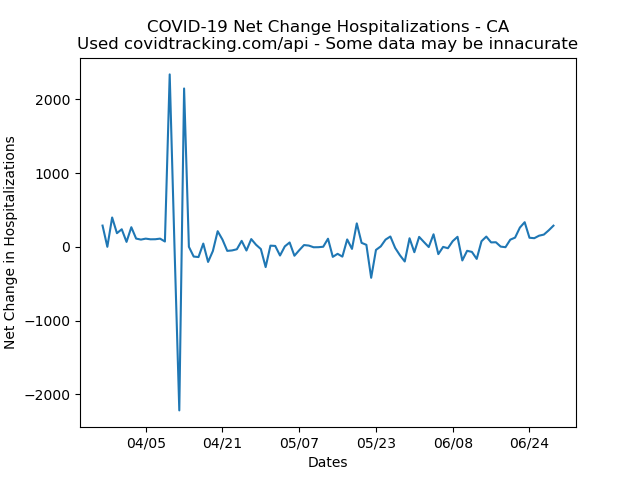 COVID-19 Net Change Hospitalizations - CA
Used covidtracking.com/api - Some data may be innacurate
Net Change in Hospitalizations
2000
1000
0
−1000
−2000
04/05 04/21 05/07 05/23 06/08 06/24
Dates